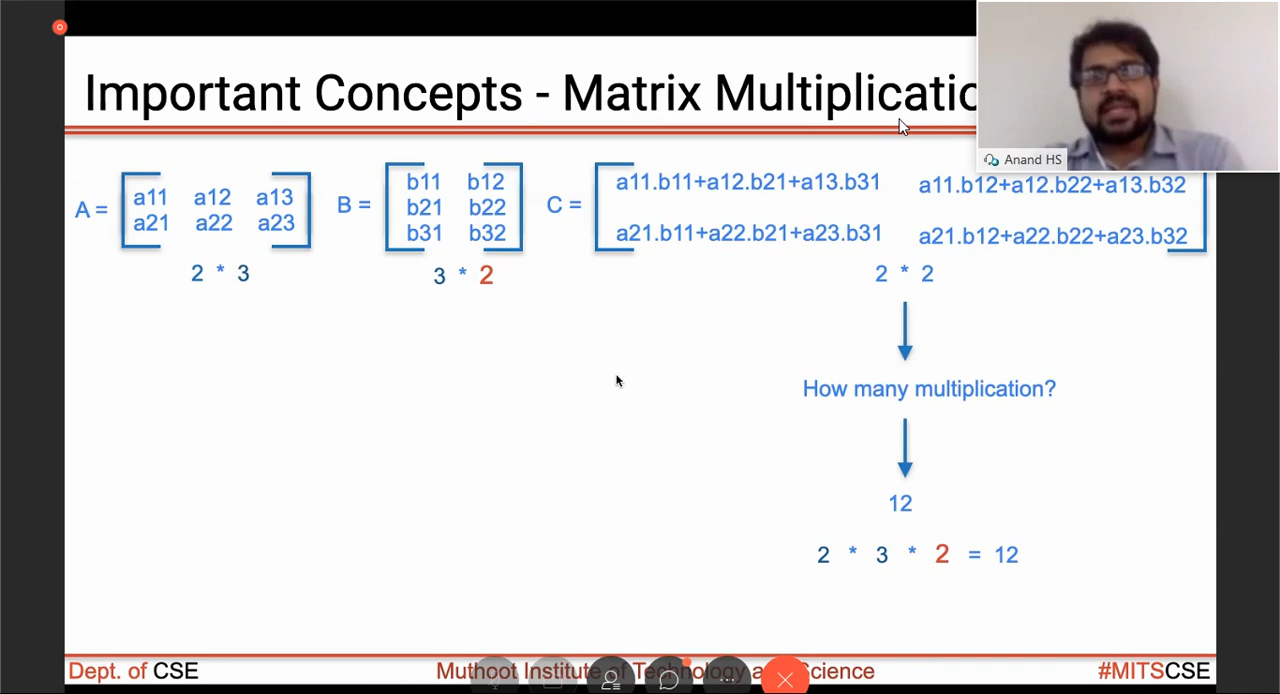 Important Concepts - Matrix Multiplicatio
Anand HS
A = a11 a12 a13
a21 a22 a23
2 * 3
B = b11 b12
b21 b22
b31 b32
3 * 2
C = a11.b11+a12.b21+a13.b31 a11.b12+a12.b22+a13.b32
a21.b11+a22.b21+a23.b31 a21.b12+a22.b22+a23.b32
2 * 2
How many multiplication?
12
2 * 3 * 2 = 12
Dept. of CSE
Muthoot Institute of Technology a Science
#MITSCSE